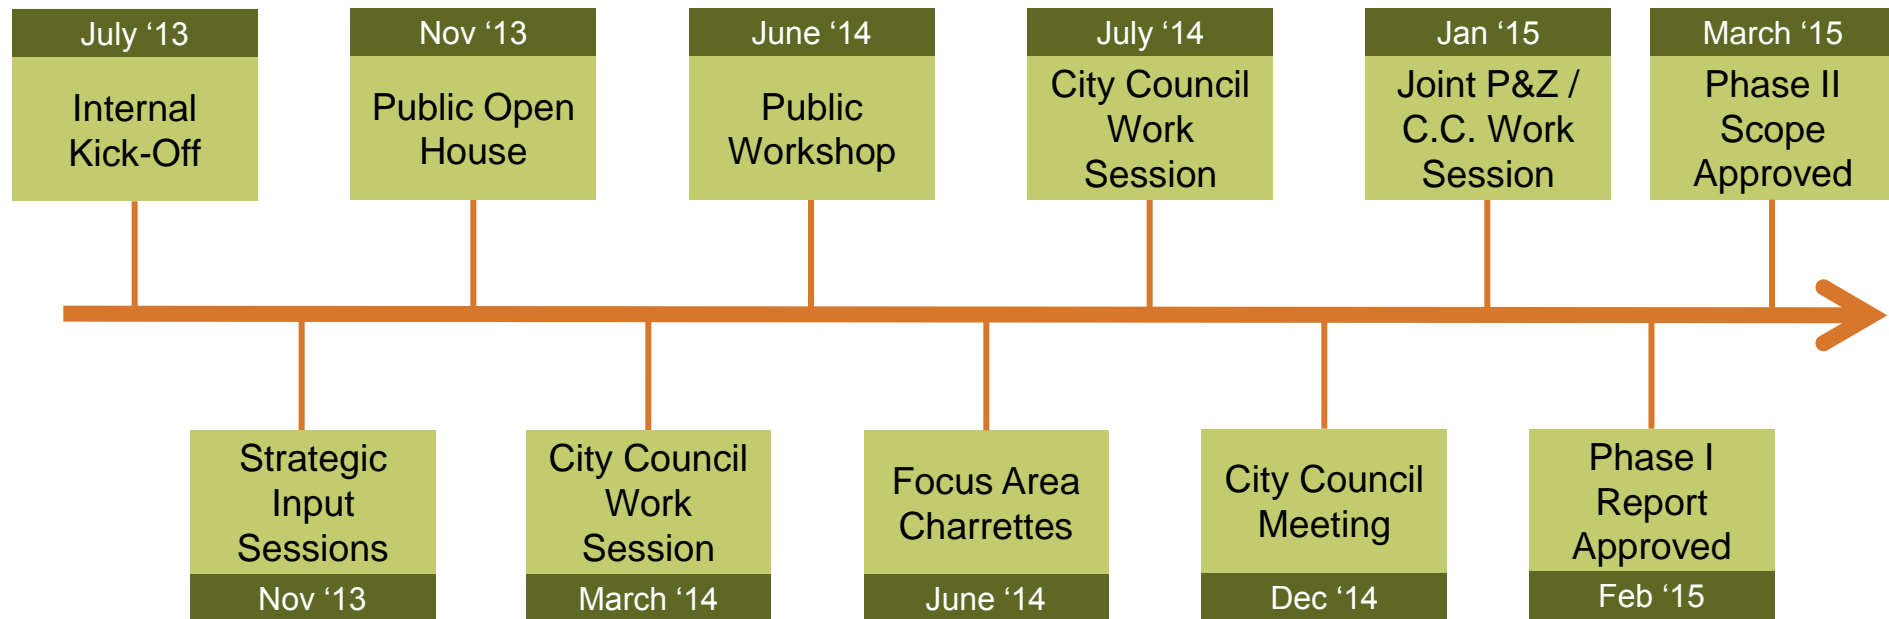 July ‘13
Internal
Kick-Off
Nov ‘13
Public Open
House
June ‘14
Public
Workshop
July ‘14
City Council
Work
Session
Jan ‘15
Joint P&Z /
C.C. Work
Session
March ‘15
Phase II
Scope
Approved
Strategic
Input
Sessions
Nov ‘13
City Council
Work
Session
March ‘14
Focus Area
Charrettes
June ‘14
City Council
Meeting
Dec ‘14
Phase I
Report
Approved
Feb ‘15